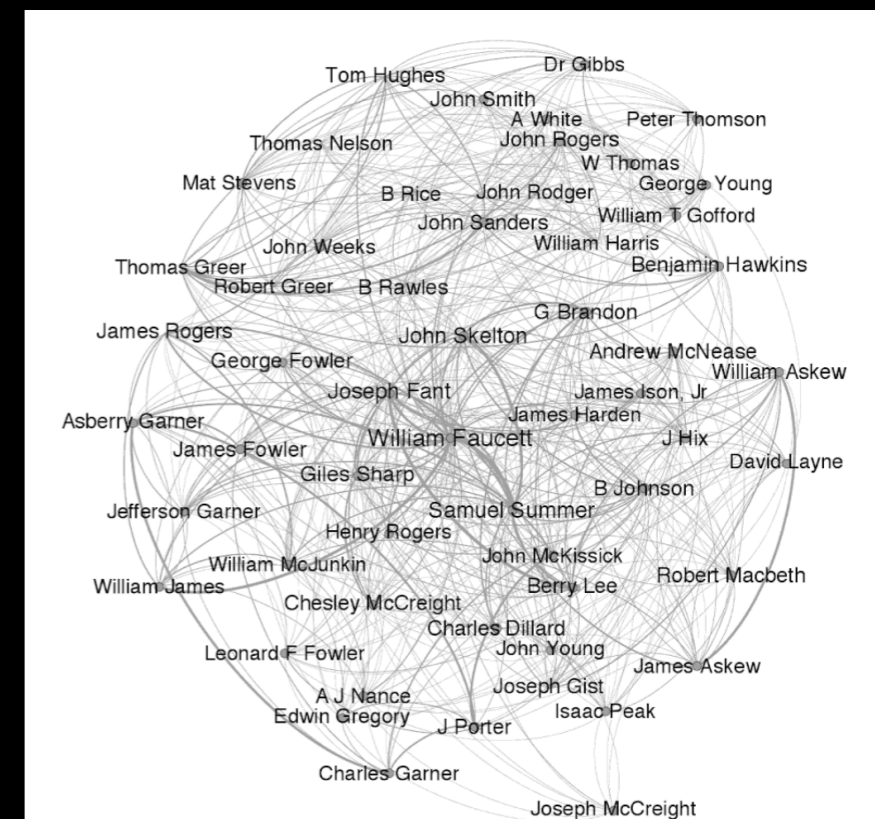 Dr Gibbs
Tom Hughes
John Smith
A White
Peter Thomson
John Rogers
Thomas Nelson
W Thomas
Mat Stevens
George Young
B Rice
John Rodger
William T Gofford
John Sanders
William Harris
John Weeks
Thomas Greer
Benjamin Hawkins
Robert Greer
B Rawles
G Brandon
James Rogers
John Skelton
Andrew McNease
George Fowler
William Askew
Joseph Fant
James Ison, Jr
James Harden
Asberry Garner
William Faucett
J Hix
James Fowler
David Layne
Giles Sharp
B Johnson
Jefferson Garner
Samuel Summer
Henry Rogers
John McKissick
William McJunkin
Robert Macbeth
William James
Berry Lee
Chesley McCreight
Charles Dillard
John Young
Leonard F Fowler
James Askew
Joseph Gist
A J Nance
Isaac Peak
Edwin Gregory
J Porter
Charles Garner
Joseph McCreight